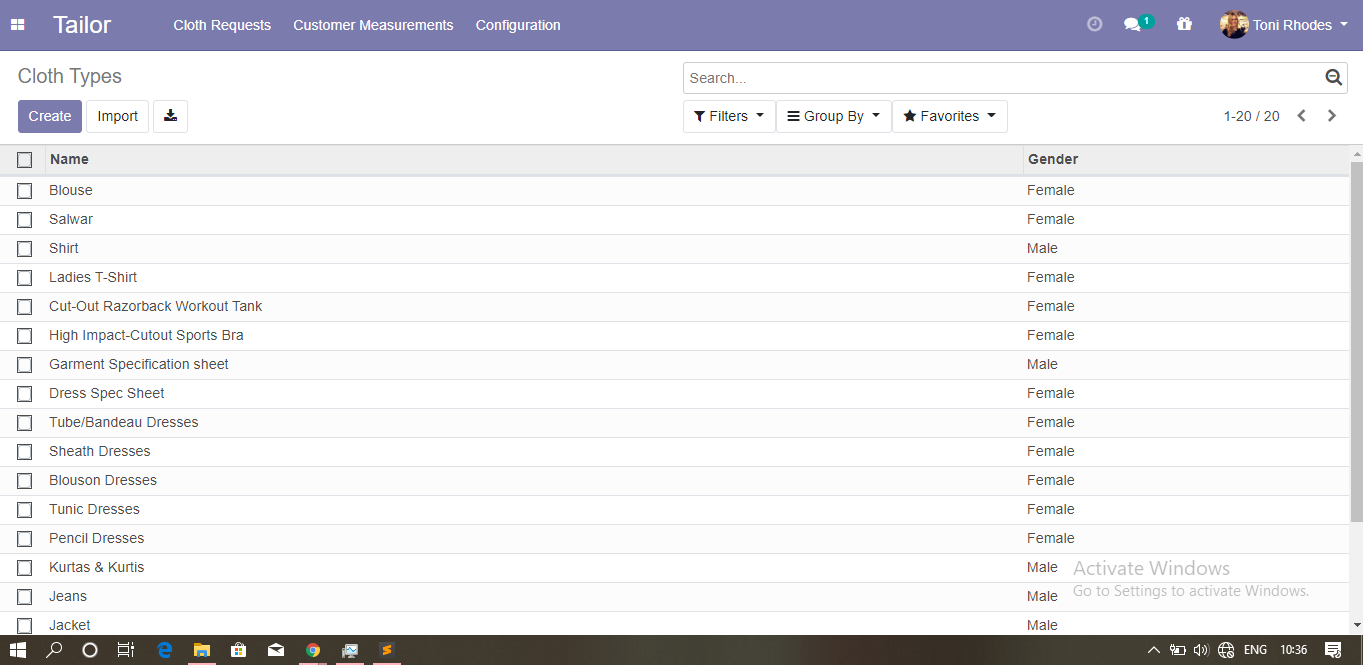 Tailor Cloth Requests Customer Measurements Configuration 1 Toni Rhodes
Cloth Types
Search...
Create Import Filters Group By Favorites 1-20 / 20
Name Gender
Blouse Female
Salwar Female
Shirt Male
Ladies T-Shirt Female
Cut-Out Razorback Workout Tank Female
High Impact-Cutout Sports Bra Female
Garment Specification sheet Male
Dress Spec Sheet Female
Tube/Bandeau Dresses Female
Sheath Dresses Female
Blouson Dresses Female
Tunic Dresses Female
Pencil Dresses Female
Kurtas & Kurtis Male
Activate Windows
Jeans Male
Go to Settings to activate Windows.
Jacket Male
ENG 10:36